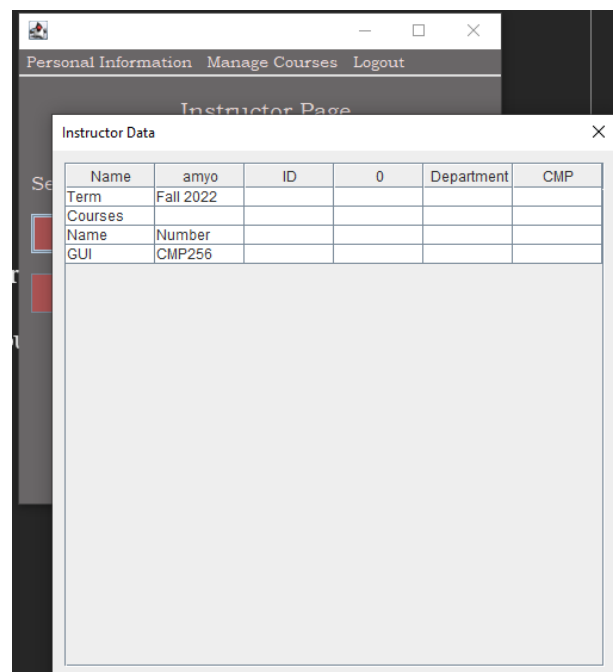 Personal Information Manage Courses Logout
Instructor Page
Instructor Data
Name amyo ID 0 Department CMP
Term Fall 2022
Courses
Name Number
GUI CMP256